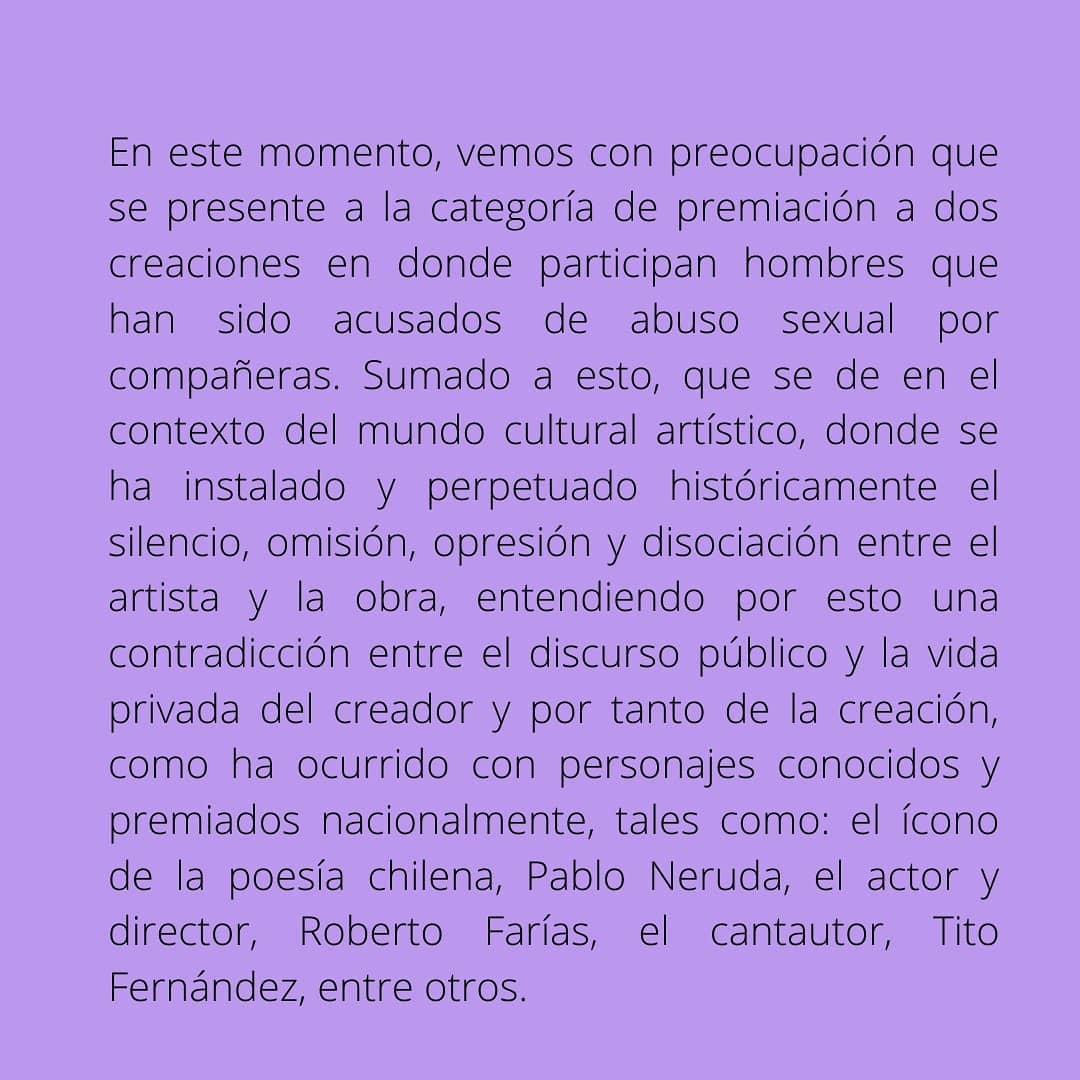 En este momento, vemos con preocupación que
se presente a la categoría de premiación a dos
creaciones en donde participan hombres que
han sido acusados de abuso sexual por
compañeras. Sumado a esto, que se de en el
contexto del mundo cultural artístico, donde se
ha instalado y perpetuado históricamente el
silencio, omisión, opresión y disociación entre el
artista y la obra, entendiendo por esto una
contradicción entre el discurso público y la vida
privada del creador y por tanto de la creación,
como ha ocurrido con personajes conocidos y
premiados nacionalmente, tales como: el ícono
de la poesía chilena, Pablo Neruda, el actor y
director, Roberto Farías, el cantautor, Tito
Fernández, entre otros.